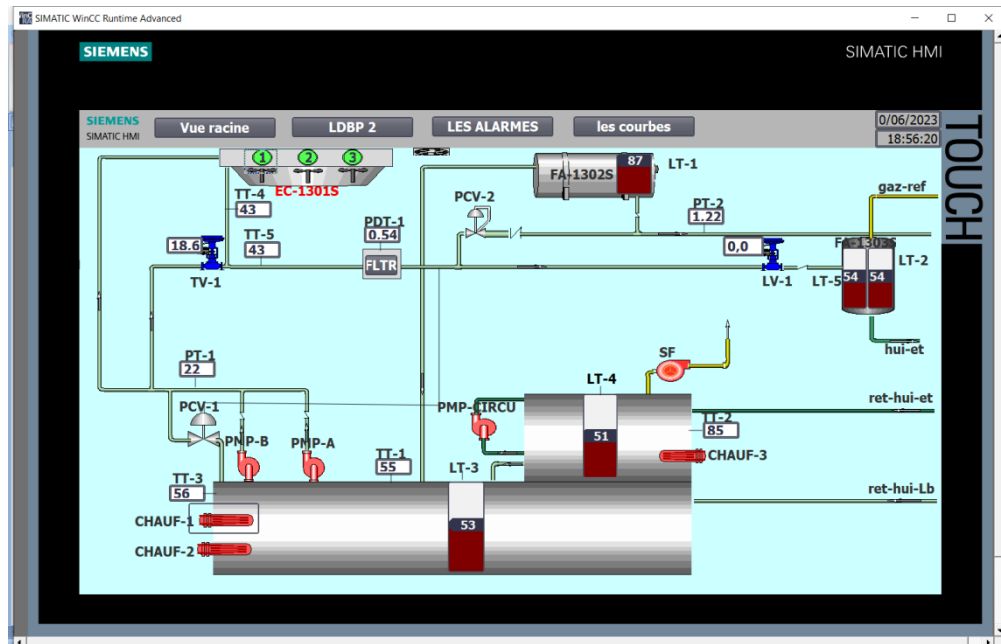 SIMATIC WinCC Runtime Advanced
SIEMENS
SIMATIC HMI
SIEMENS
SIMATIC HMI
Vue racine
LDBP 2
LES ALARMES
les courbes
0/06/2023
18:56:20
TOUCH
1 2 3
EC-1301S
87
LT-1
FA-1302S
TT-4
43
PCV-2
PT-2
1.22
gaz-ref
18.6
TT-5
43
PDT-1
0.54
FLTR
0,0
FA-1303S
LT-2
TV-1
LV-1
LT-5
54
54
hui-et
PT-1
22
SF
LT-4
PCV-1
PMP-CIRCU
ret-hui-et
TT-2
85
51
PMP-B
PMP-A
CHAUF-3
TT-1
55
LT-3
TT-3
56
ret-hui-Lb
CHAUF-1
53
CHAUF-2